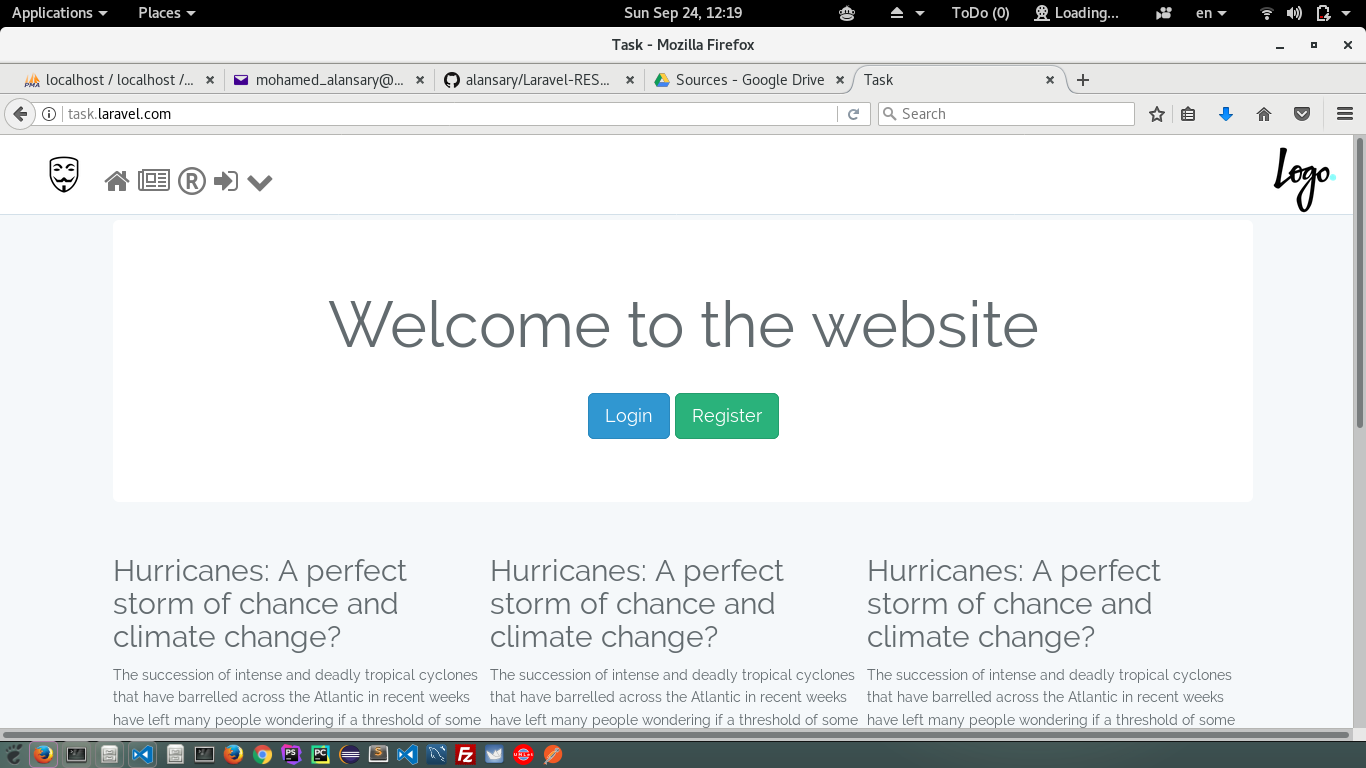 Applications Places Sun Sep 24, 12:19 ToDo (0) Loading... en
Task - Mozilla Firefox
localhost / localhost /... mohamed_alansary@... alansary/Laravel-RES... Sources - Google Drive Task
task.laravel.com Search
R Logo.
Welcome to the website
Login Register
Hurricanes: A perfect storm of chance and climate change?
The succession of intense and deadly tropical cyclones
that have barrelled across the Atlantic in recent weeks
have left many people wondering if a threshold of some
Hurricanes: A perfect storm of chance and climate change?
The succession of intense and deadly tropical cyclones
that have barrelled across the Atlantic in recent weeks
have left many people wondering if a threshold of some
Hurricanes: A perfect storm of chance and climate change?
The succession of intense and deadly tropical cyclones
that have barrelled across the Atlantic in recent weeks
have left many people wondering if a threshold of some